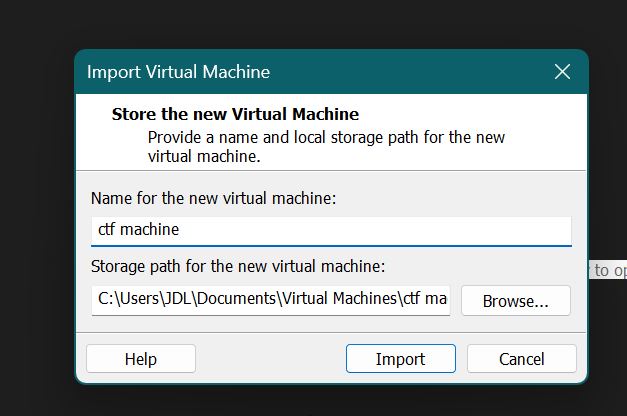 Import Virtual Machine
Store the new Virtual Machine
Provide a name and local storage path for the new
virtual machine.
Name for the new virtual machine:
ctf machine
Storage path for the new virtual machine:
C:\Users\JDL\Documents\Virtual Machines\ctf ma
Browse...
to op
Help
Import
Cancel